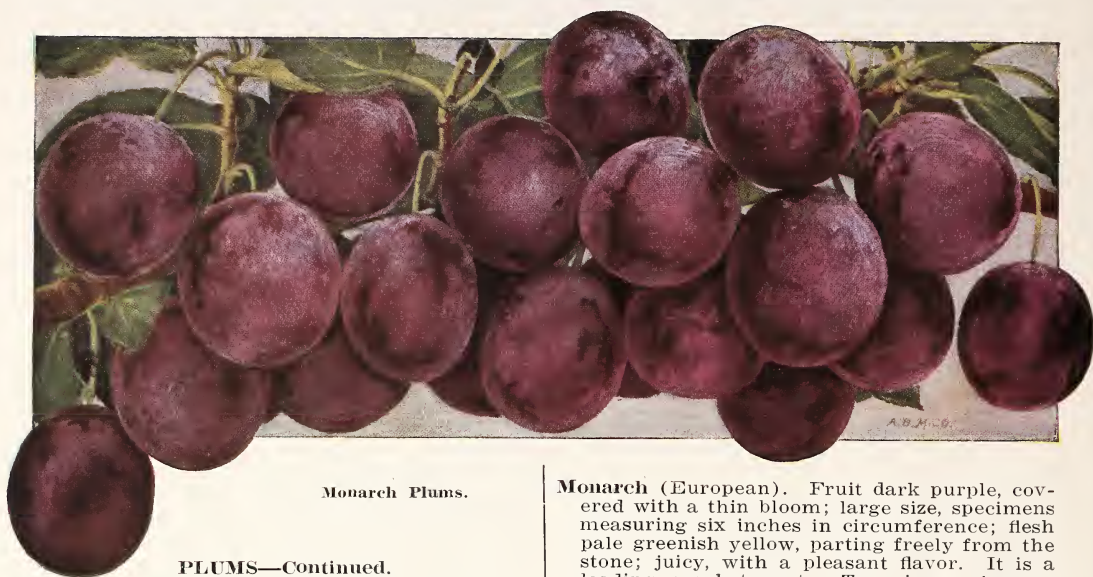 Monarch Plums.
PLUMS—Continued.
Monarch (European). Fruit dark purple, cov-
ered with a thin bloom; large size, specimens
measuring six inches in circumference; flesh
pale greenish yellow, parting freely from the
stone; juicy, with a pleasant flavor. It is a